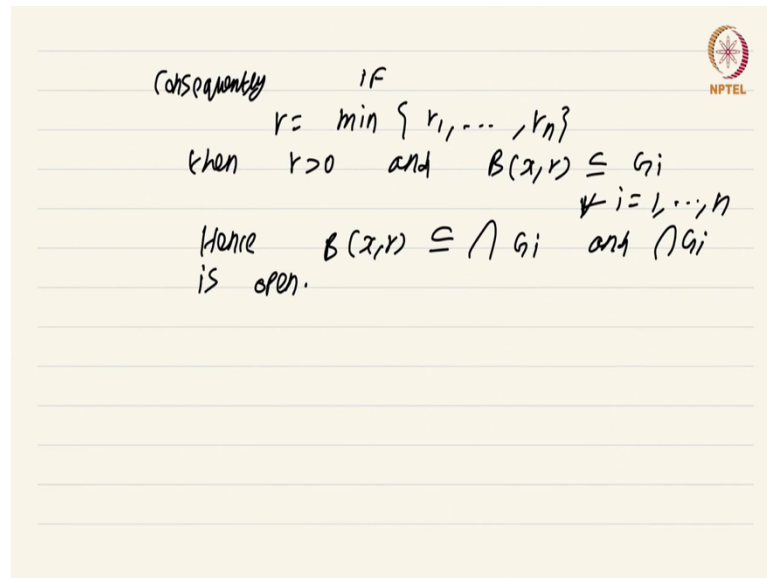 NPTEL
Consequently if
r = min { r1, ... , rn}
then r>0 and B(x,r) ⊆ Gi
∀ i = 1, ..., n
Hence B(x,r) ⊆ ∩ Gi and ∩Gi
is open.